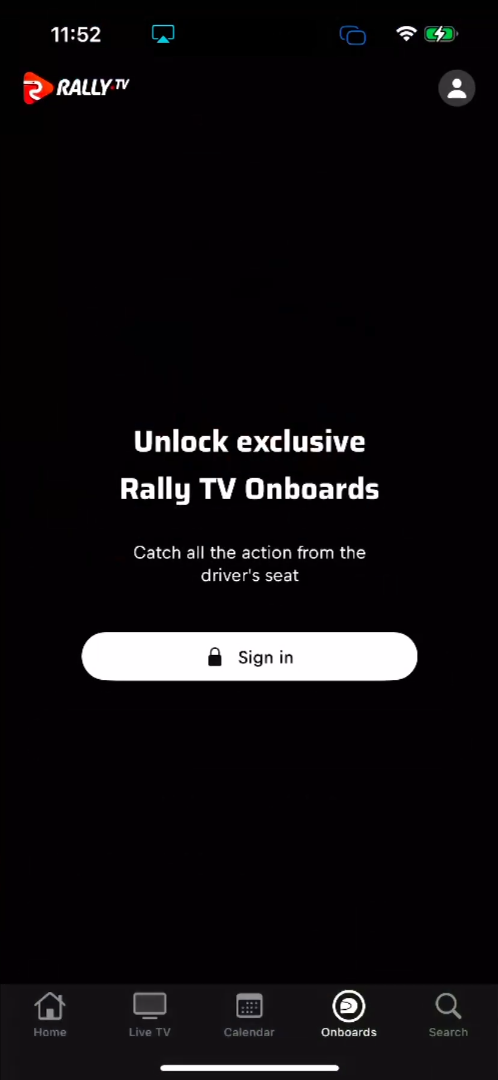 11:52
RALLY.TV
Unlock exclusive
Rally TV Onboards
Catch all the action from the
driver's seat
Sign in
Home
Live TV
Calendar
Onboards
Search